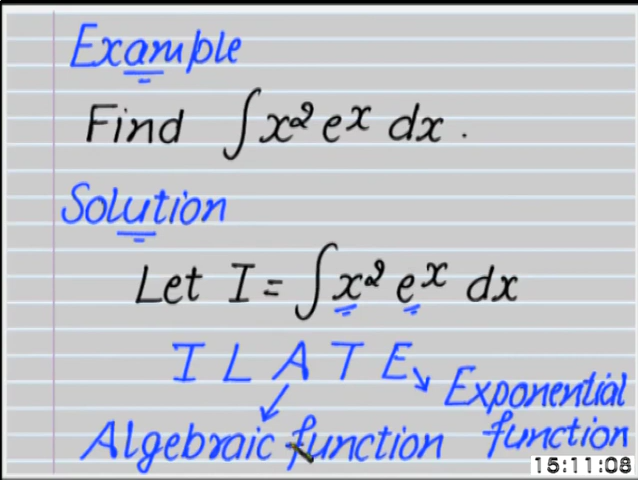 Example
Find ∫x² eˣ dx.
Solution
Let I = ∫x² eˣ dx
I L A T E
Exponential
Algebraic function function
15:11:08